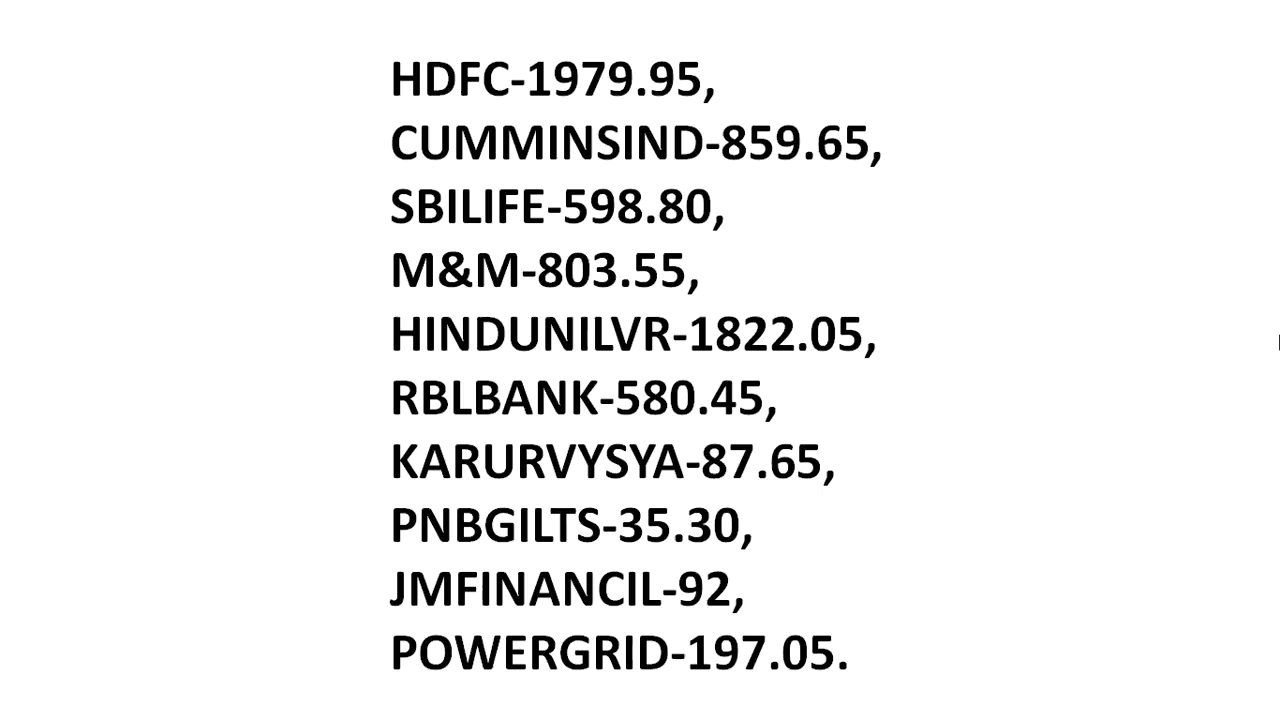 HDFC-1979.95,
CUMMINSIND-859.65,
SBILIFE-598.80,
M&M-803.55,
HINDUNILVR-1822.05,
RBLBANK-580.45,
KARURVYSYA-87.65,
PNBGILTS-35.30,
JMFINANCIL-92,
POWERGRID-197.05.